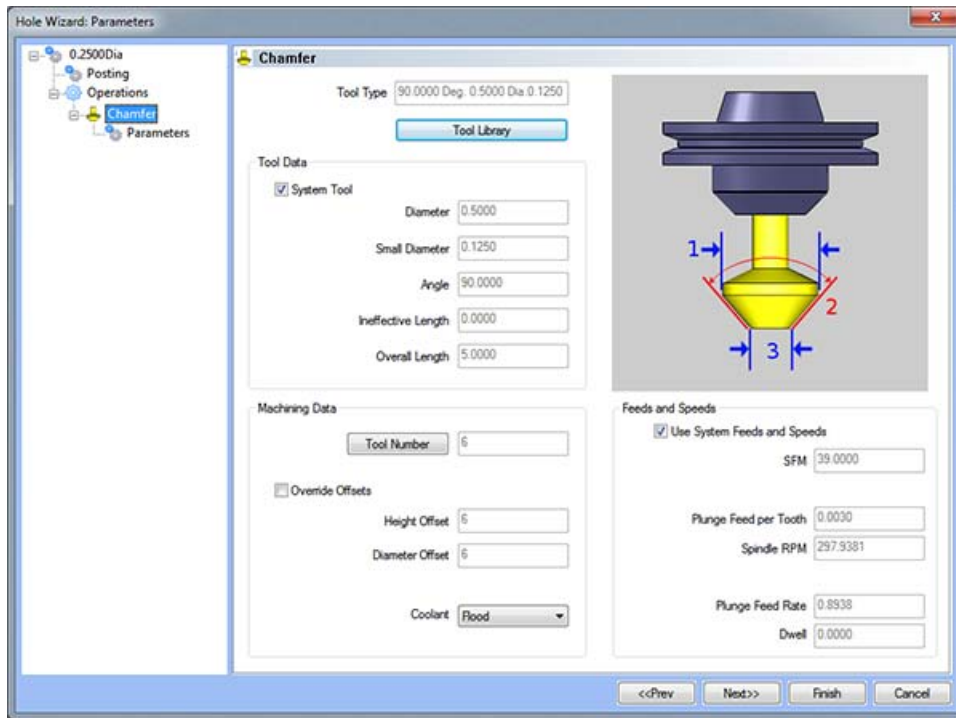 Hole Wizard: Parameters
0.2500Dia
Posting
Operations
Chamfer
Parameters
Chamfer
Tool Type 90.0000 Deg. 0.5000 Dia.0.1250
Tool Library
Tool Data
System Tool
Diameter 0.5000
Small Diameter 0.1250
Angle 90.0000
Ineffective Length 0.0000
Overall Length 5.0000
1
2
3
Machining Data
Tool Number 6
Override Offsets
Height Offset 6
Diameter Offset 6
Coolant Flood
Feeds and Speeds
Use System Feeds and Speeds
SFM 39.0000
Plunge Feed per Tooth 0.0030
Spindle RPM 297.9381
Plunge Feed Rate 0.8938
Dwell 0.0000
<<Prev
Next>>
Finish
Cancel